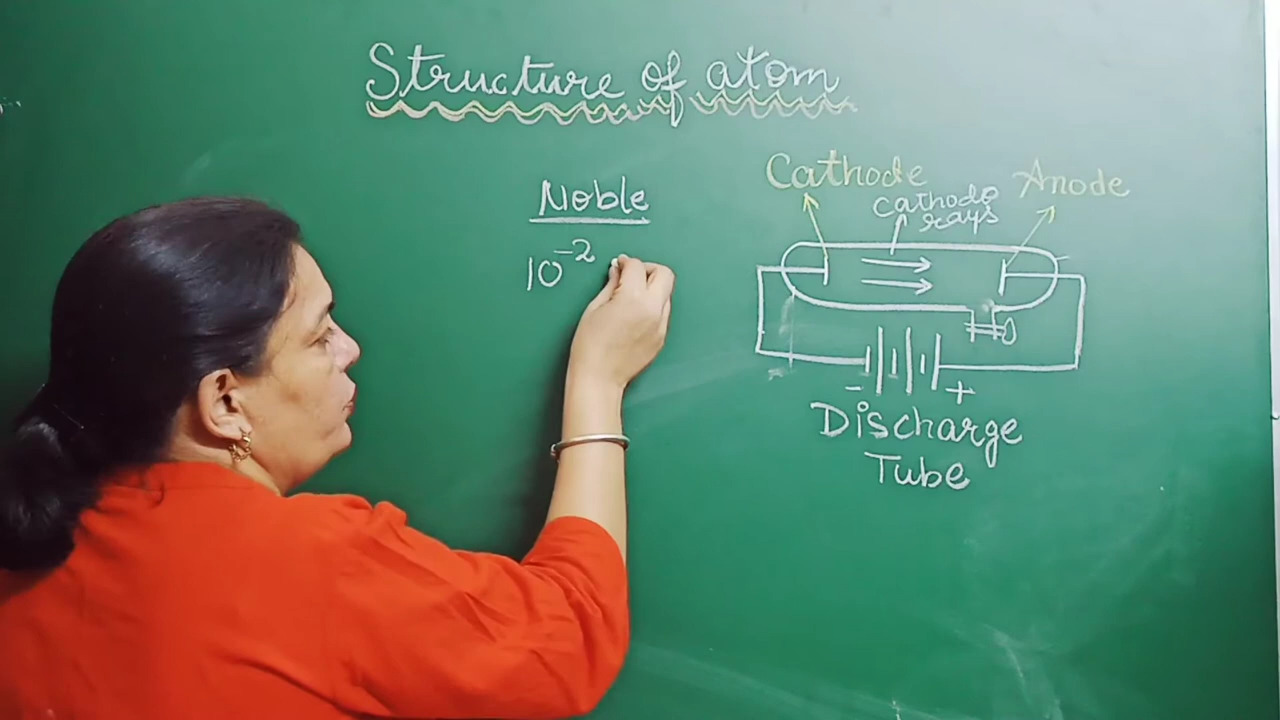 Structure of atom
Noble
10⁻²
Cathode
Anode
cathode
rays
- +
Discharge
Tube